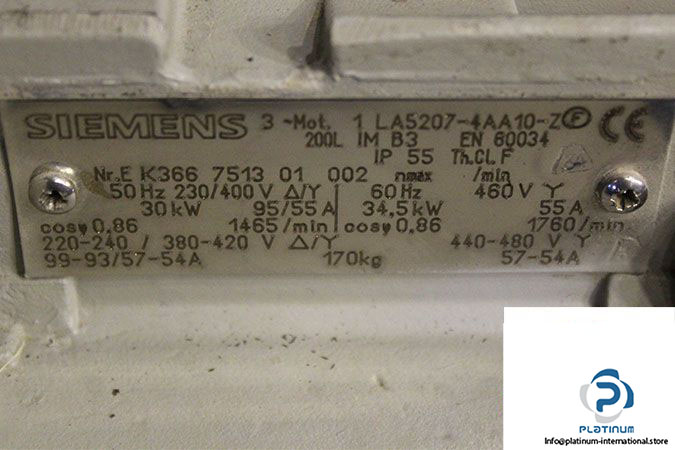 SIEMENS 3 ~Mot. 1 LA5207-4AA10-Z F CE
200L IM B3 EN 60034
IP 55 Th.Cl.F
Nr.E K366 7513 01 002 nmax /min
50 Hz 230/400 V Δ/Y 60 Hz 460 V Y
30 kW 95/55 A 34,5 kW 55 A
cosφ 0,86 1465/min cosφ 0,86 1760/min
220-240 / 380-420 V Δ/Y 440-480 V Y
99-93/57-54A 170kg 57-54A
PLATINUM
Info@platinum-international.store